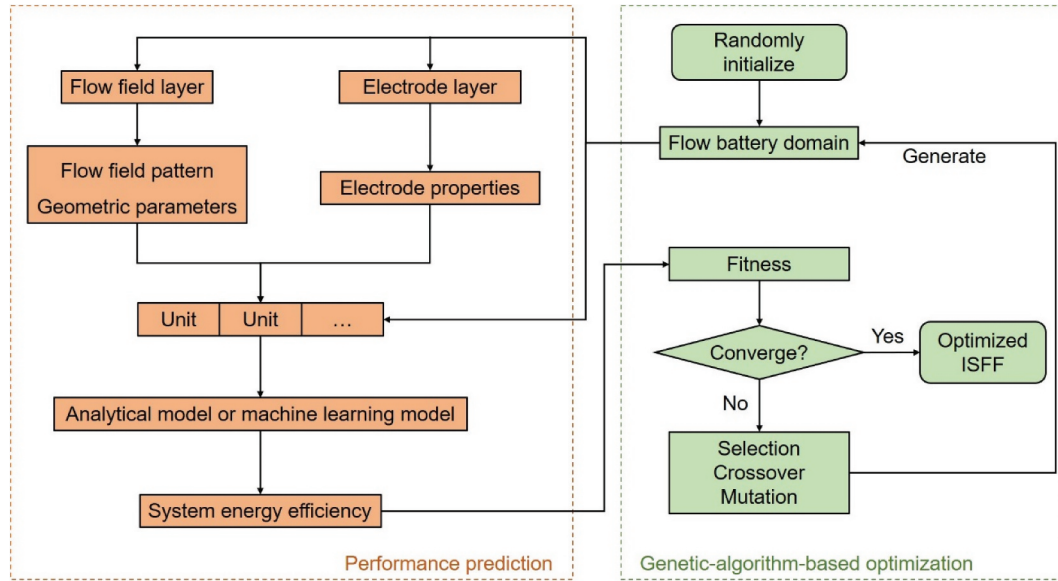 Flow field layer
Electrode layer
Flow field pattern
Geometric parameters
Electrode properties
Unit
Unit
…
Analytical model or machine learning model
System energy efficiency
Performance prediction
Randomly
initialize
Flow battery domain
Generate
Fitness
Converge?
Yes
Optimized
ISFF
No
Selection
Crossover
Mutation
Genetic-algorithm-based optimization